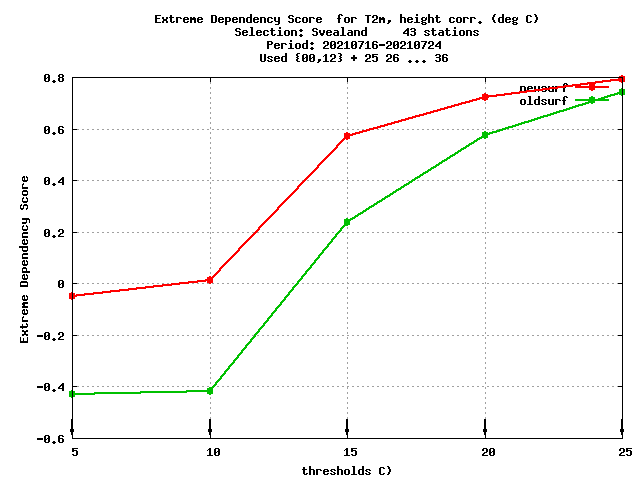 Extreme Dependency Score for T2m, height corr. (deg C)
Selection: Svealand 43 stations
Period: 20210716-20210724
Used {00,12} + 25 26 ... 36
newsurf
oldsurf
0.8
0.6
0.4
0.2
0
-0.2
-0.4
-0.6
Extreme Dependency Score
5 10 15 20 25
thresholds C)